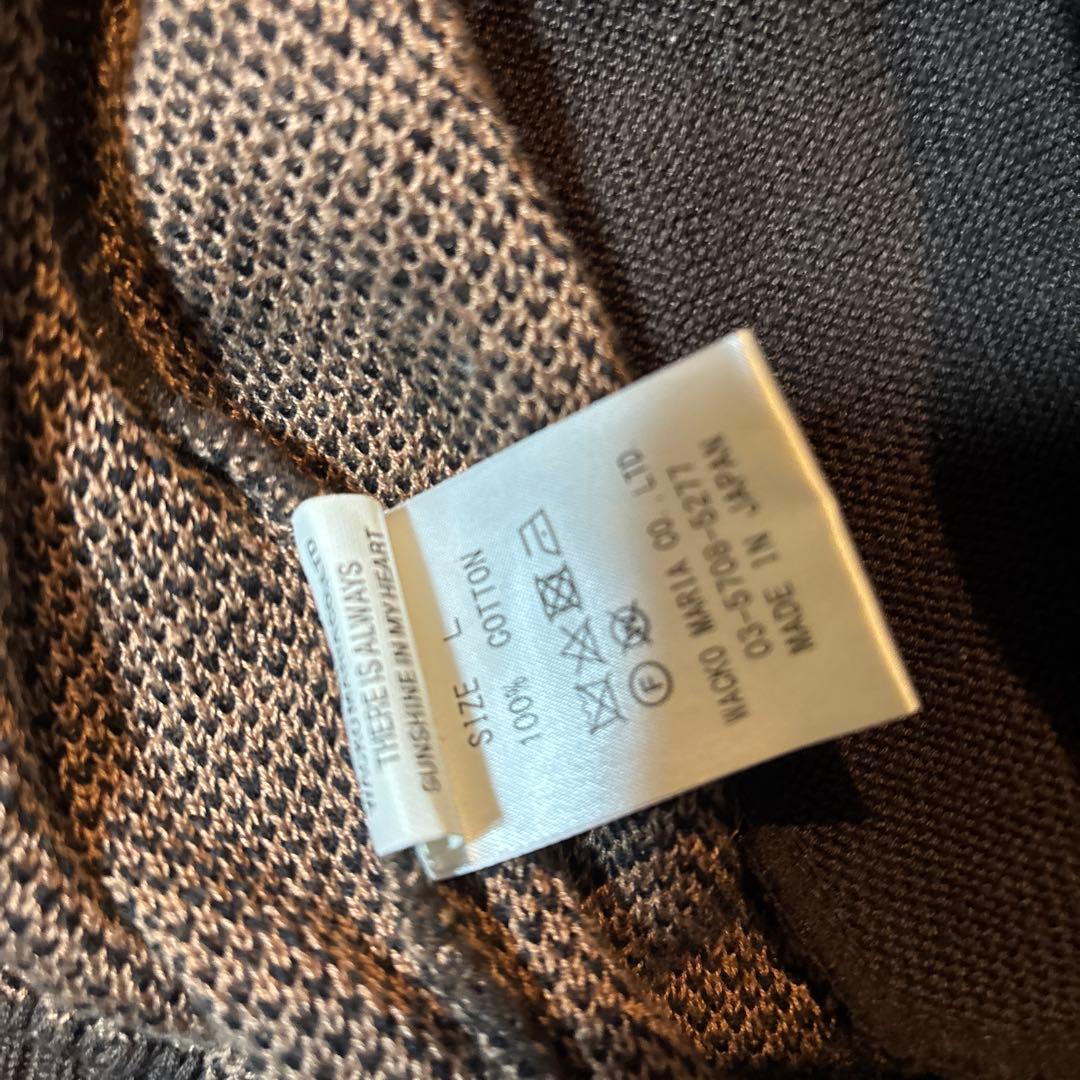 THERE IS ALWAYS
SUNSHINE IN MY HEART
SIZE L
100% COTTON
F
WACKO MARIA CO. LTD
03-5708-5277
MADE IN JAPAN